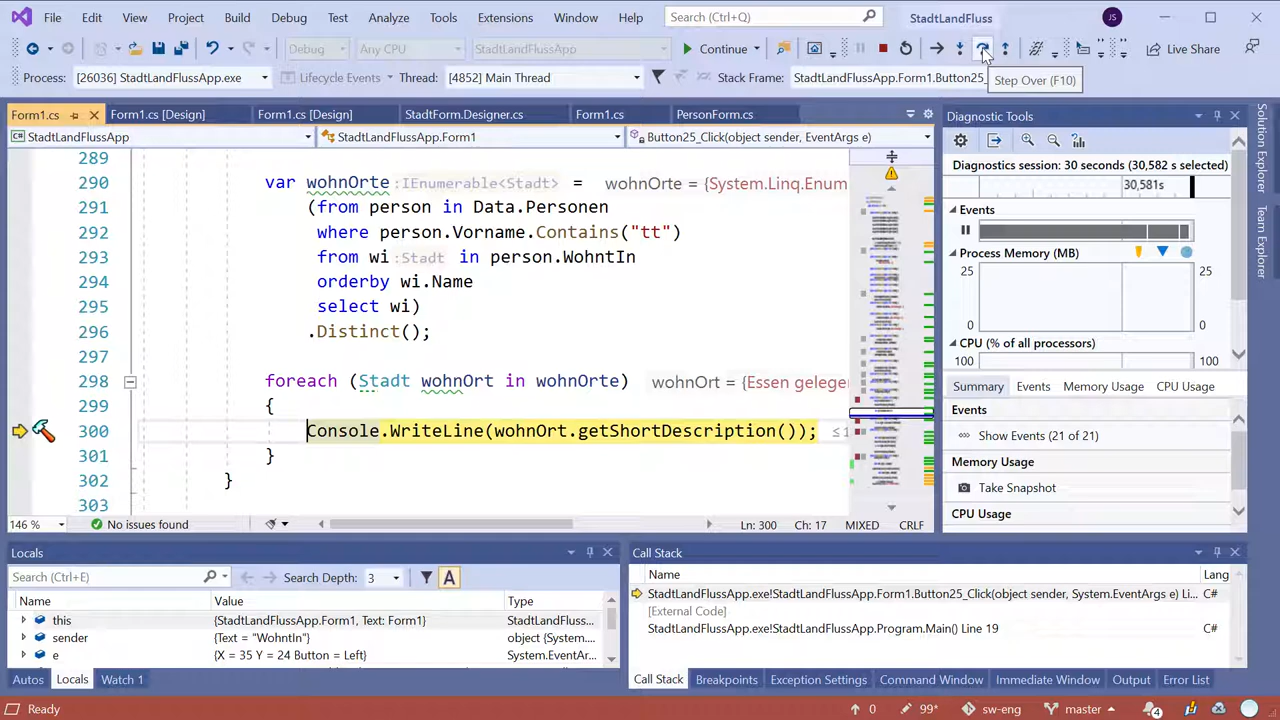 File Edit View Project Build Debug Test Analyze Tools Extensions Window Help Search (Ctrl+Q) StadtLandFluss JS
Debug Any CPU StadtLandFlussApp Continue Live Share
Process: [26036] StadtLandFlussApp.exe Lifecycle Events Thread: [4852] Main Thread Stack Frame: StadtLandFlussApp.Form1.Button25_
Step Over (F10)
Form1.cs Form1.cs [Design] Form1.cs [Design] StadtForm.Designer.cs Form1.cs PersonForm.cs
StadtLandFlussApp StadtLandFlussApp.Form1 Button25_Click(object sender, EventArgs e)
289
290 var wohnOrte :IEnumerable<Stadt> = wohnOrte = {System.Linq.Enum
291 (from person in Data.Personen
292 where person.Vorname.Contains("tt")
293 from wi Stadt in person.WohntIn
294 orderby wi.name
295 select wi)
296 .Distinct();
297
298 foreach (Stadt wohnOrt in wohnOrte) wohnOrt = {Essen geleger
299 {
300 Console.WriteLine(wohnOrt.getShortDescription()); ≤1
301 }
302 }
303
146 % No issues found Ln: 300 Ch: 17 MIXED CRLF
Diagnostic Tools
Diagnostics session: 30 seconds (30,582 s selected)
30,581s
Events
Process Memory (MB)
25 25
0 0
CPU (% of all processors)
100 100
Summary Events Memory Usage CPU Usage
Events
Show Events (21 of 21)
Memory Usage
Take Snapshot
CPU Usage
Solution Explorer
Team Explorer
Locals
Search (Ctrl+E) Search Depth: 3 A
Name Value Type
this {StadtLandFlussApp.Form1, Text: Form1} StadtLandFluss...
sender {Text = "WohntIn"} object {System....
e {X = 35 Y = 24 Button = Left} System.EventAr...
Autos Locals Watch 1
Call Stack
Name Lang
StadtLandFlussApp.exe!StadtLandFlussApp.Form1.Button25_Click(object sender, System.EventArgs e) Li... C#
[External Code]
StadtLandFlussApp.exe!StadtLandFlussApp.Program.Main() Line 19 C#
Call Stack Breakpoints Exception Settings Command Window Immediate Window Output Error List
Ready 0 99* sw-eng master 4